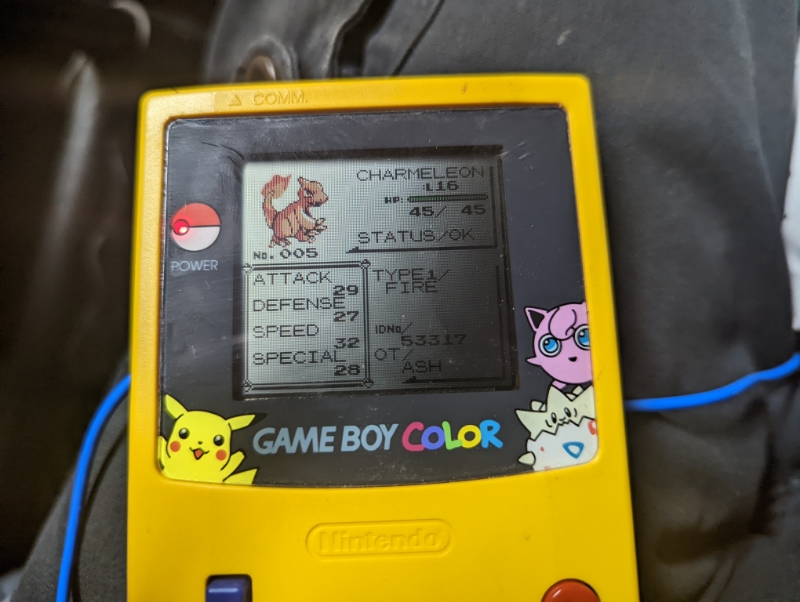 COMM.
CHARMELEON
:L16
HP:
45/ 45
STATUS/OK
No. 005
POWER
ATTACK
29
DEFENSE
27
SPEED
32
SPECIAL
28
TYPE1/
FIRE
IDNo/
53317
OT/
ASH
GAME BOY COLOR
Nintendo